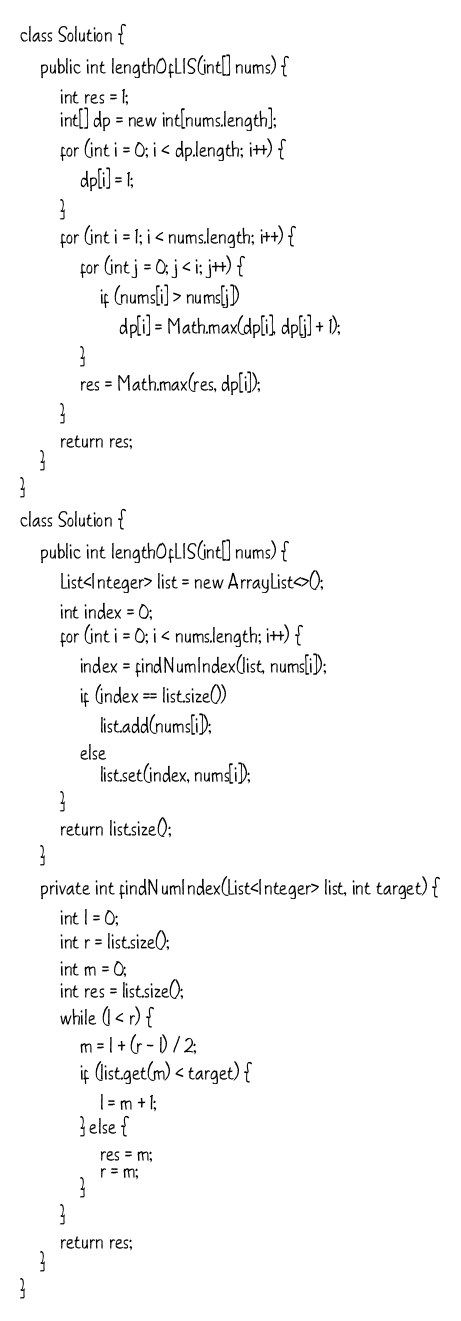 class Solution {
public int lengthOfLIS(int[] nums) {
int res = 1;
int[] dp = new int[nums.length];
for (int i = 0; i < dp.length; i++) {
dp[i] = 1;
}
for (int i = 1; i < nums.length; i++) {
for (int j = 0; j < i; j++) {
if (nums[i] > nums[j])
dp[i] = Math.max(dp[i], dp[j] + 1);
}
res = Math.max(res, dp[i]);
}
return res;
}
}
class Solution {
public int lengthOfLIS(int[] nums) {
List<Integer> list = new ArrayList<>();
int index = 0;
for (int i = 0; i < nums.length; i++) {
index = findNumIndex(list, nums[i]);
if (index == list.size())
list.add(nums[i]);
else
list.set(index, nums[i]);
}
return list.size();
}
private int findNumIndex(List<Integer> list, int target) {
int l = 0;
int r = list.size();
int m = 0;
int res = list.size();
while (l < r) {
m = l + (r - l) / 2;
if (list.get(m) < target) {
l = m + 1;
} else {
res = m;
r = m;
}
}
return res;
}
}